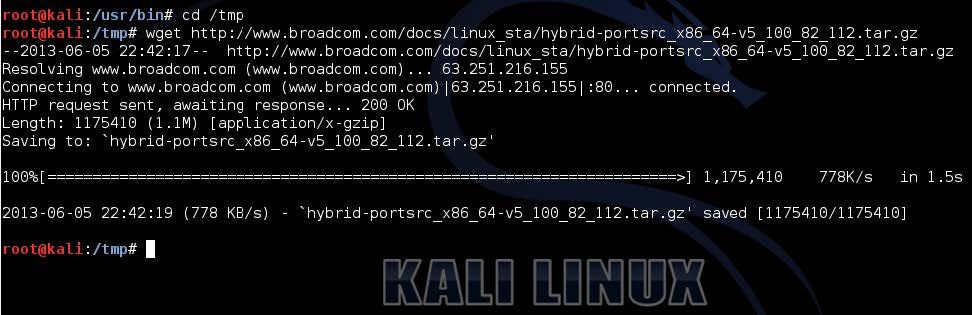 root@kali:/usr/bin# cd /tmp
root@kali:/tmp# wget http://www.broadcom.com/docs/linux_sta/hybrid-portsrc_x86_64-v5_100_82_112.tar.gz
--2013-06-05 22:42:17--  http://www.broadcom.com/docs/linux_sta/hybrid-portsrc_x86_64-v5_100_82_112.tar.gz
Resolving www.broadcom.com (www.broadcom.com)... 63.251.216.155
Connecting to www.broadcom.com (www.broadcom.com)|63.251.216.155|:80... connected.
HTTP request sent, awaiting response... 200 OK
Length: 1175410 (1.1M) [application/x-gzip]
Saving to: `hybrid-portsrc_x86_64-v5_100_82_112.tar.gz'
100%[======================================================================>] 1,175,410    778K/s   in 1.5s
2013-06-05 22:42:19 (778 KB/s) - `hybrid-portsrc_x86_64-v5_100_82_112.tar.gz' saved [1175410/1175410]
root@kali:/tmp#
KALI LINUX